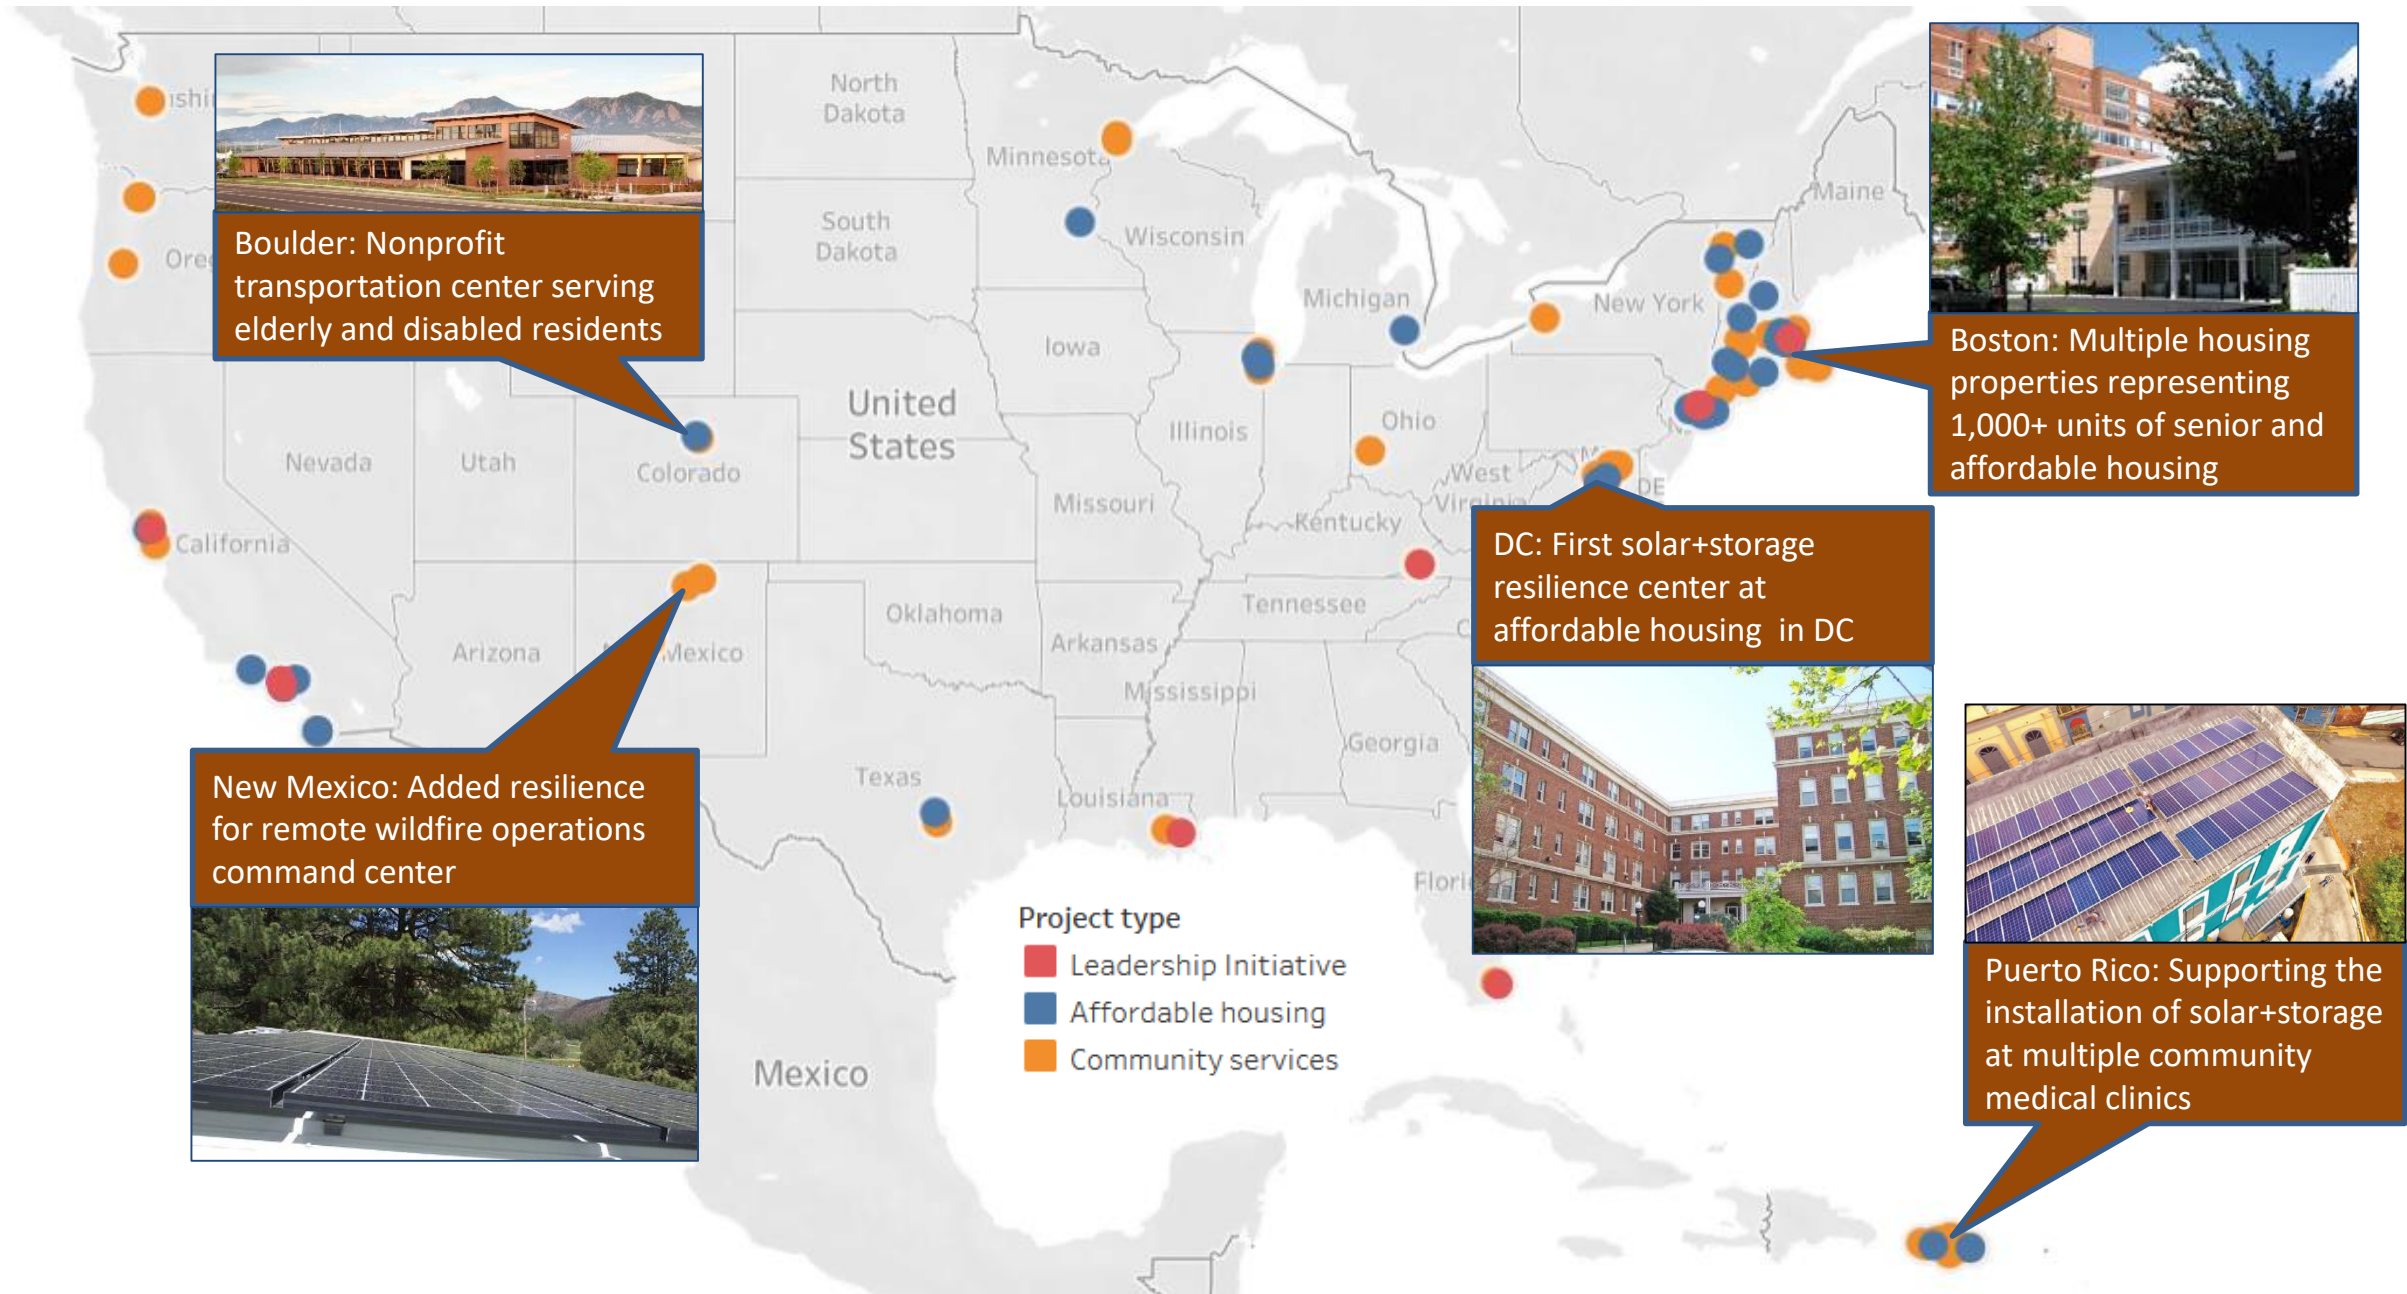 North
Dakota
Minnesota
Maine
Boulder: Nonprofit
transportation center serving
elderly and disabled residents
South
Dakota
Wisconsin
Michigan
New York
Boston: Multiple housing
properties representing
1,000+ units of senior and
affordable housing
Iowa
United
States
Illinois
Ohio
Nevada
Utah
Colorado
West
Virginia
DE
Missouri
Kentucky
California
DC: First solar+storage
resilience center at
affordable housing in DC
Tennessee
Oklahoma
Arkansas
Arizona
Mexico
Mississippi
Georgia
New Mexico: Added resilience
for remote wildfire operations
command center
Texas
Louisiana
Project type
Leadership Initiative
Affordable housing
Community services
Mexico
Puerto Rico: Supporting the
installation of solar+storage
at multiple community
medical clinics